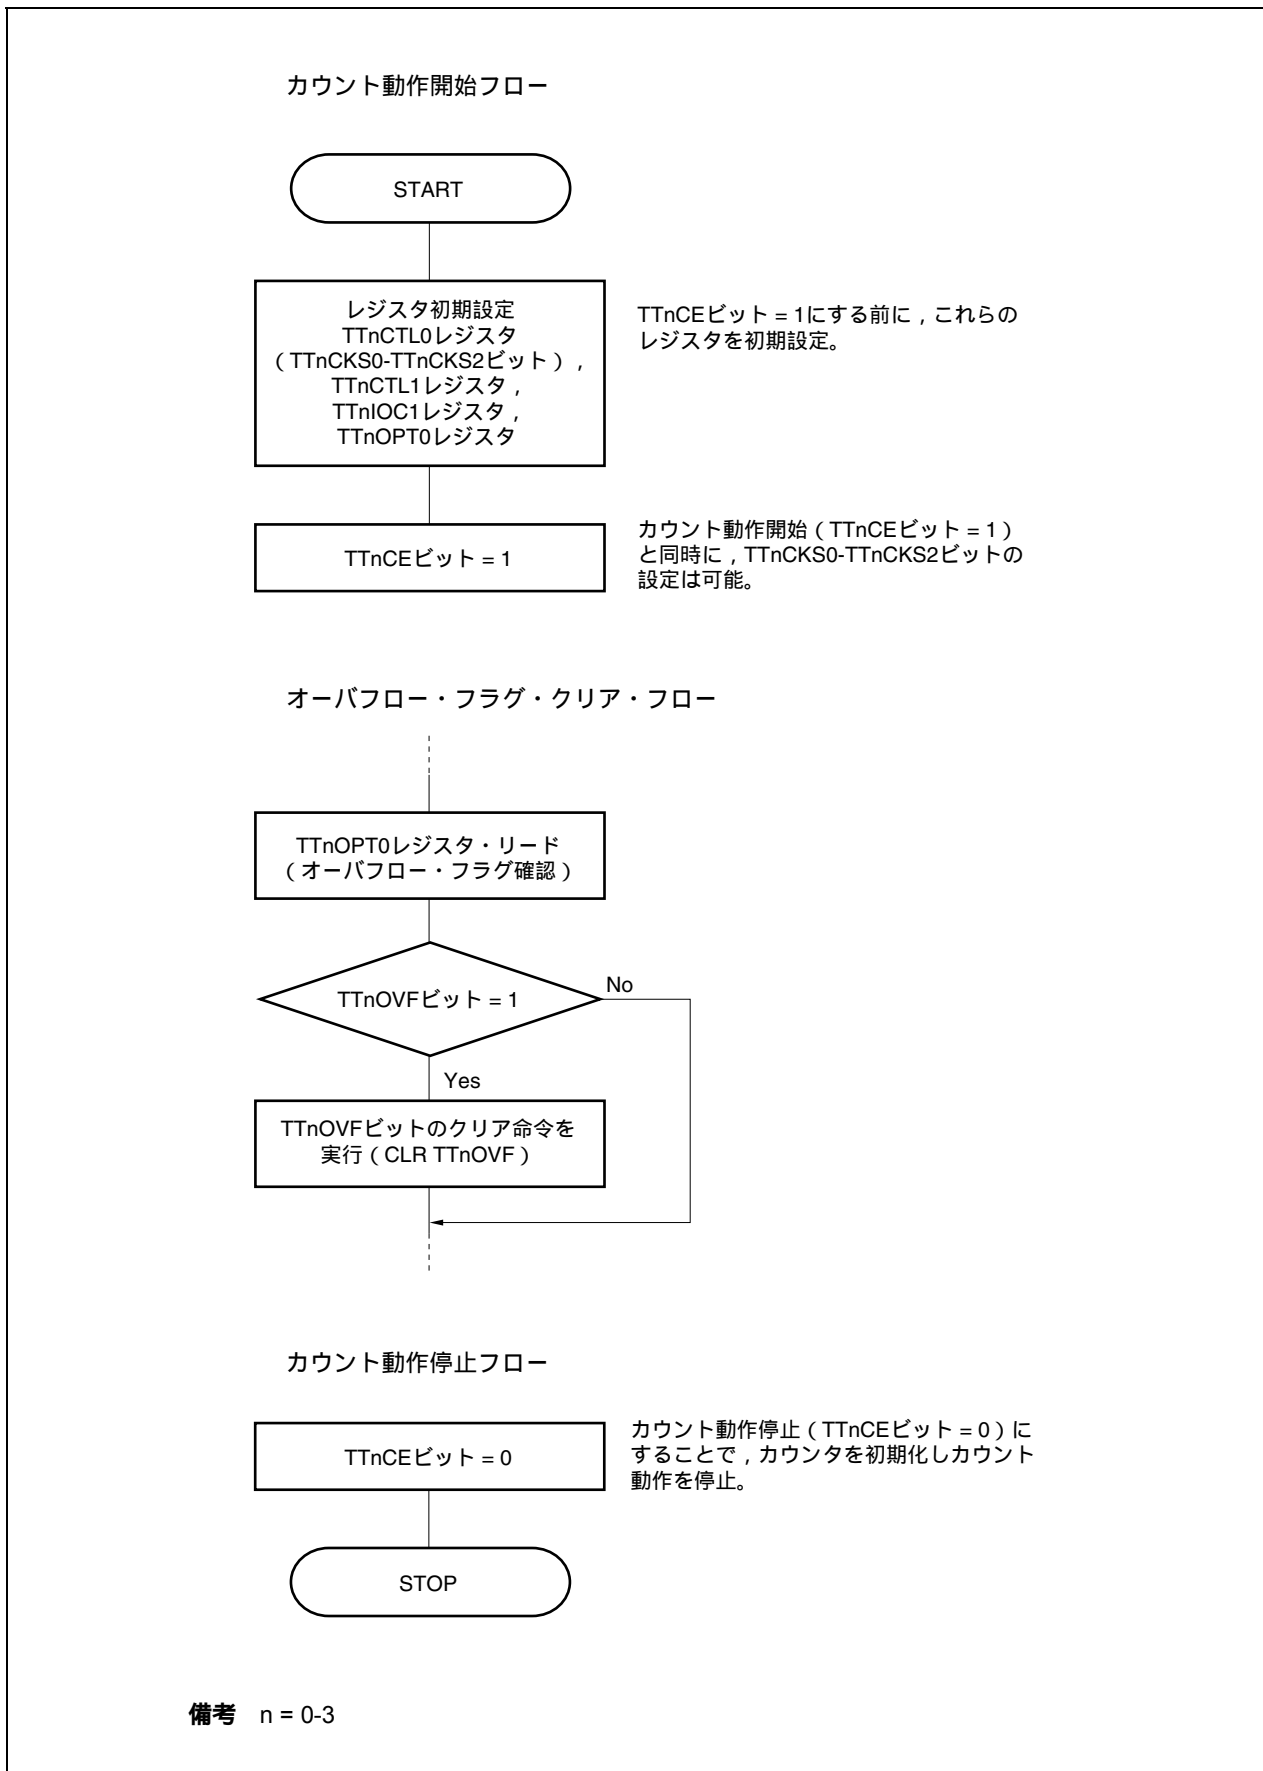 カウント動作開始フロー
START
レジスタ初期設定
TTnCTL0レジスタ
（TTnCKS0-TTnCKS2ビット），
TTnCTL1レジスタ，
TTnIOC1レジスタ，
TTnOPT0レジスタ
TTnCEビット = 1にする前に，これらの
レジスタを初期設定。
TTnCEビット = 1
カウント動作開始（TTnCEビット = 1）
と同時に，TTnCKS0-TTnCKS2ビットの
設定は可能。
オーバフロー・フラグ・クリア・フロー
TTnOPT0レジスタ・リード
（オーバフロー・フラグ確認）
TTnOVFビット = 1
No
Yes
TTnOVFビットのクリア命令を
実行（CLR TTnOVF）
カウント動作停止フロー
TTnCEビット = 0
カウント動作停止（TTnCEビット = 0）に
することで，カウンタを初期化しカウント
動作を停止。
STOP
備考 n = 0-3